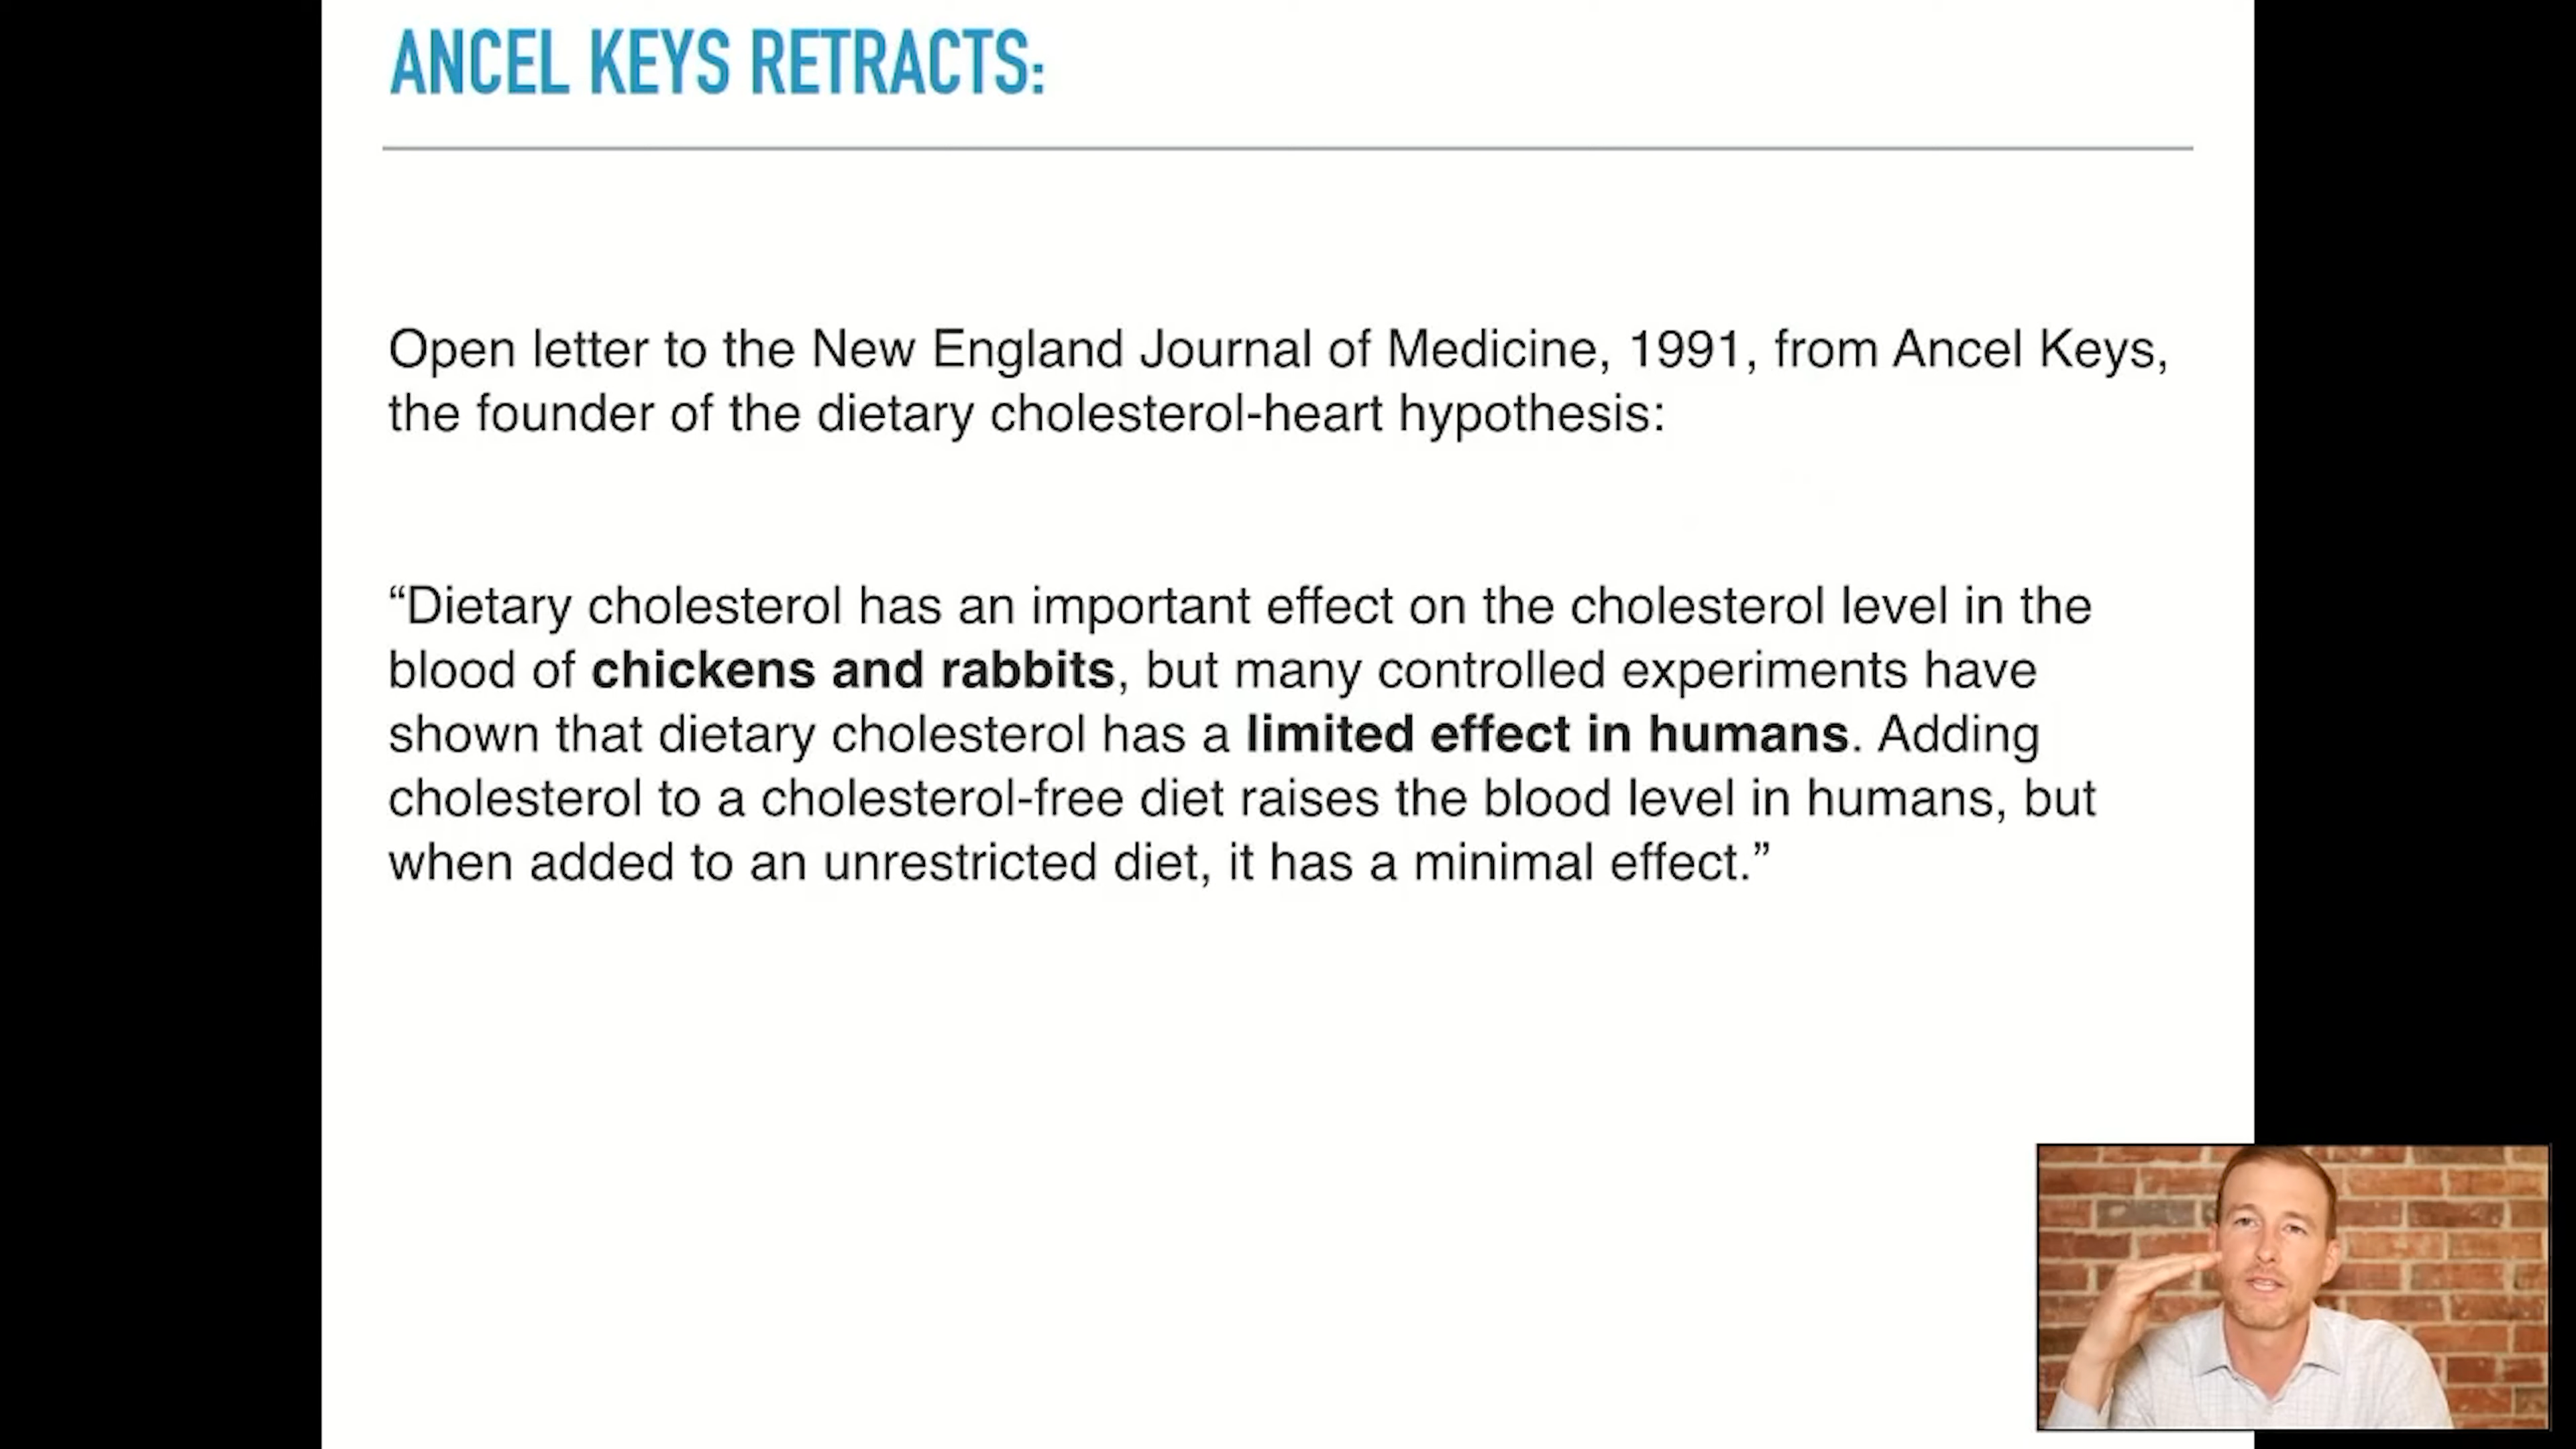 ANCEL KEYS RETRACTS:
Open letter to the New England Journal of Medicine, 1991, from Ancel Keys,
the founder of the dietary cholesterol-heart hypothesis:
“Dietary cholesterol has an important effect on the cholesterol level in the
blood of chickens and rabbits, but many controlled experiments have
shown that dietary cholesterol has a limited effect in humans. Adding
cholesterol to a cholesterol-free diet raises the blood level in humans, but
when added to an unrestricted diet, it has a minimal effect.”